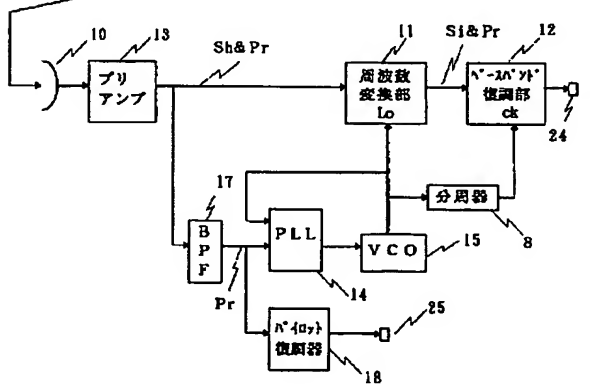 10
13
プリ
アンプ
Sh&Pr
11
周波数
変換部
Lo
Si&Pr
12
ベースバンド
復調部
ck
24
17
B
P
F
Pr
PLL
14
VCO
15
分周器
8
パイロット
復調器
18
25